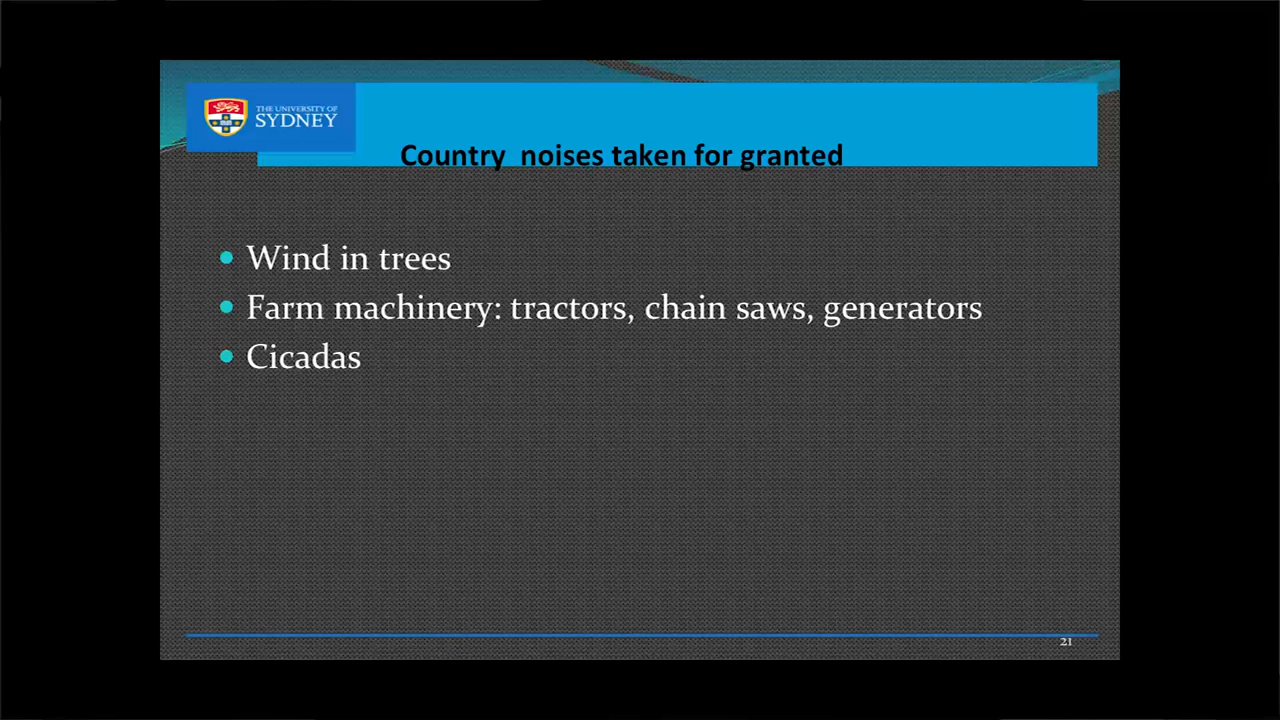 THE UNIVERSITY OF
SYDNEY
Country  noises taken for granted
• Wind in trees
• Farm machinery: tractors, chain saws, generators
• Cicadas
21